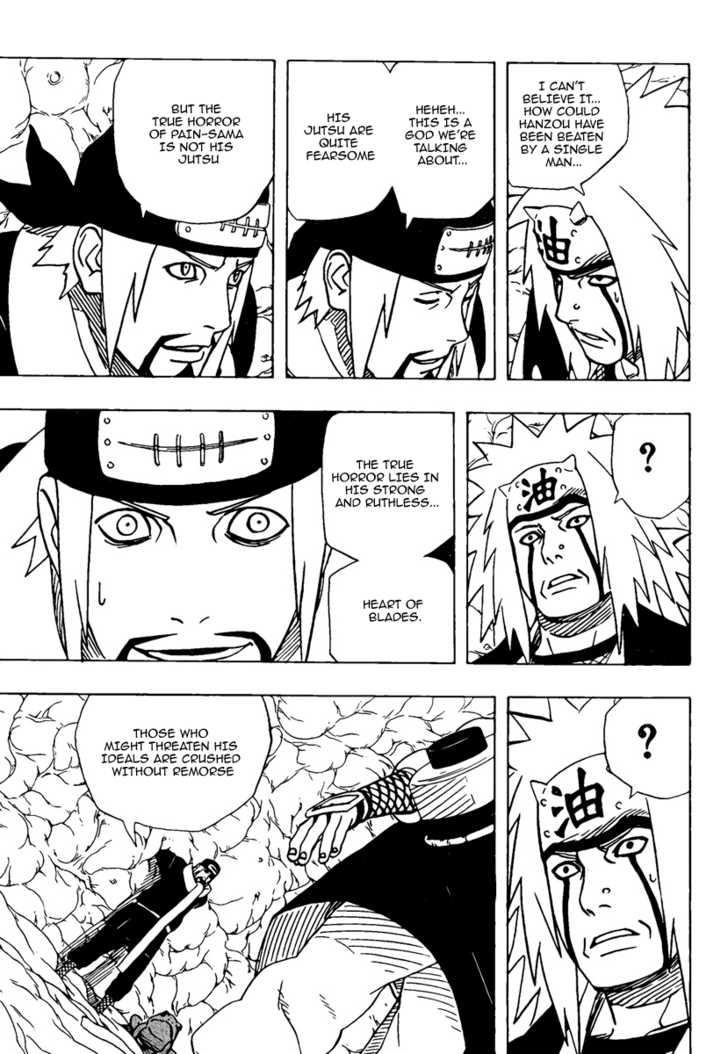 I CAN'T
BELIEVE IT...
HOW COULD
HANZOU HAVE
BEEN BEATEN
BY A SINGLE
MAN...
油
HEHEH...
THIS IS A
GOD WE'RE
TALKING
ABOUT...
HIS
JUTSU ARE
QUITE
FEARSOME
BUT THE
TRUE HORROR
OF PAIN-SAMA
IS NOT HIS
JUTSU
?
油
THE TRUE
HORROR LIES IN
HIS STRONG
AND RUTHLESS...
HEART OF
BLADES.
?
油
THOSE WHO
MIGHT THREATEN HIS
IDEALS ARE CRUSHED
WITHOUT REMORSE